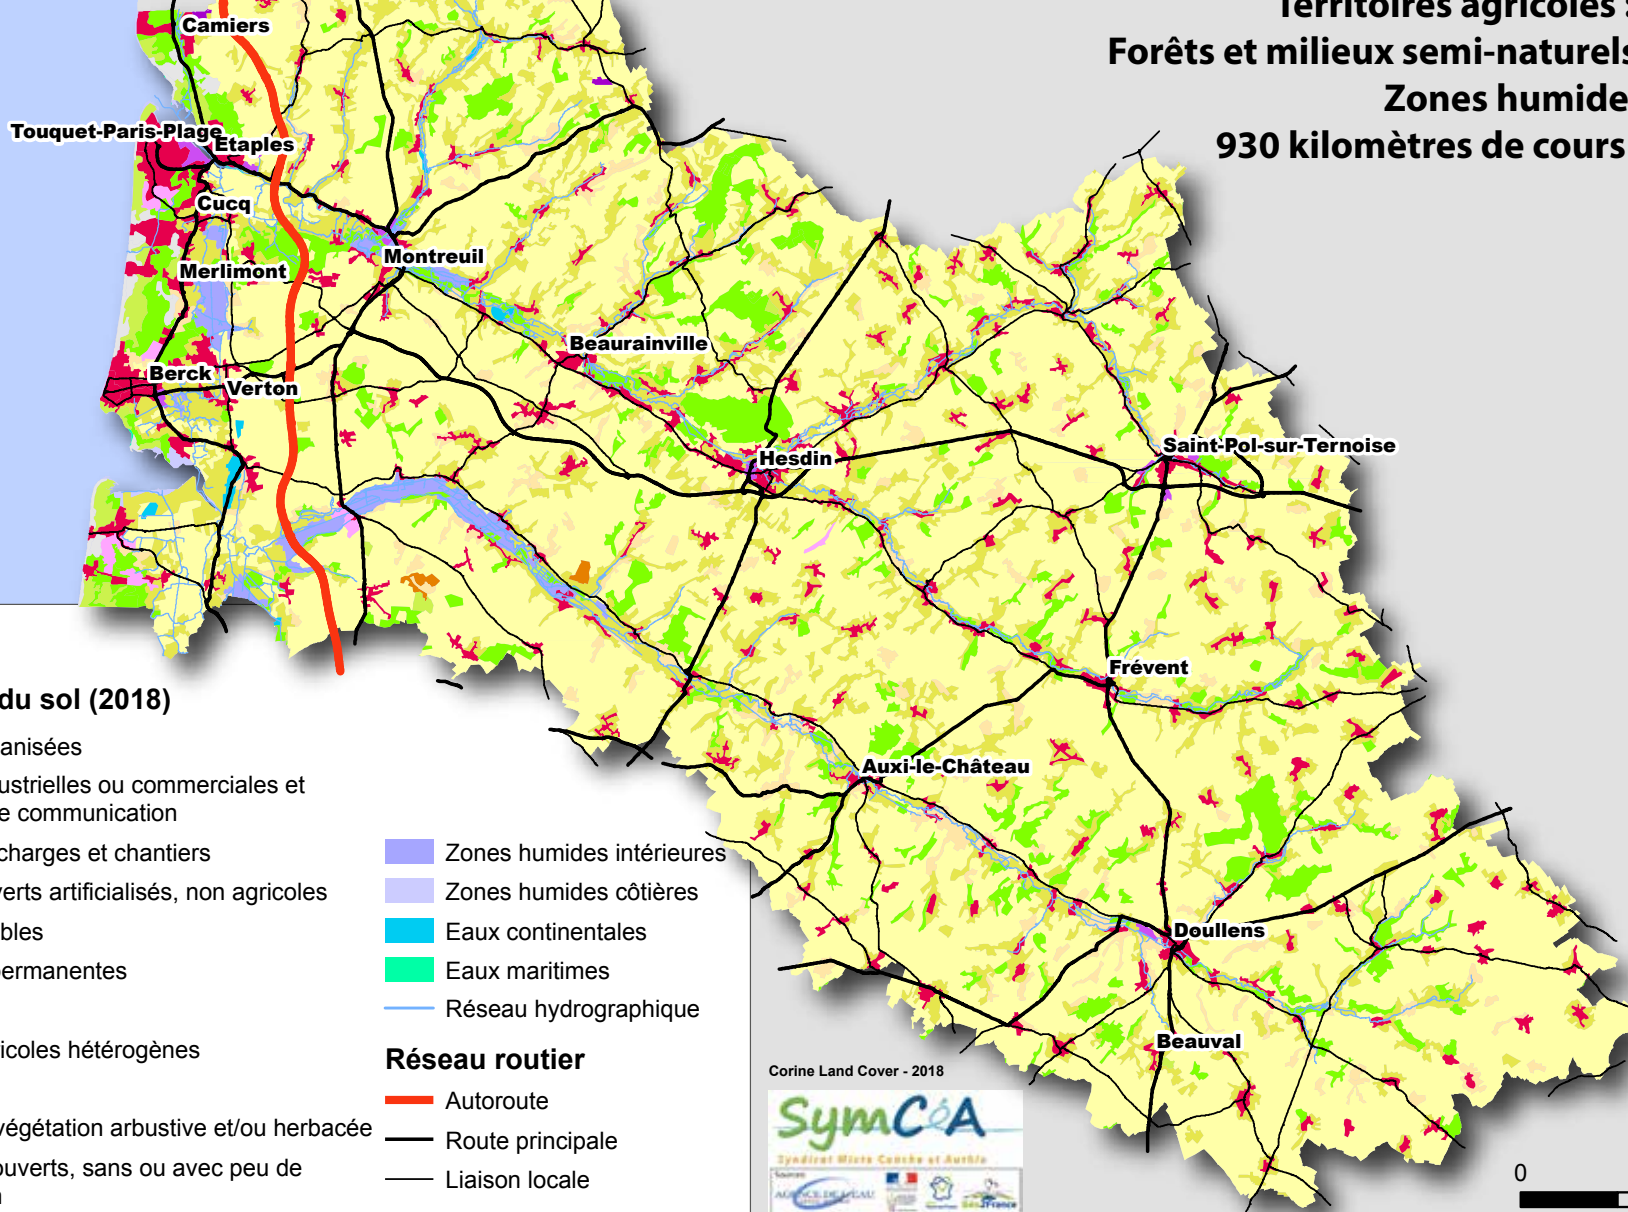 Territoires agricoles :
Forêts et milieux semi-naturels
Zones humide
930 kilomètres de cours
Camiers
Touquet-Paris-Plage
Etaples
Cucq
Merlimont
Montreuil
Beaurainville
Berck
Verton
Hesdin
Saint-Pol-sur-Ternoise
Frévent
Auxi-le-Château
Doullens
Beauval
du sol (2018)
anisées
ustrielles ou commerciales et
e communication
charges et chantiers
verts artificialisés, non agricoles
bles
permanentes
icoles hétérogènes
végétation arbustive et/ou herbacée
ouverts, sans ou avec peu de
Zones humides intérieures
Zones humides côtières
Eaux continentales
Eaux maritimes
Réseau hydrographique
Réseau routier
Autoroute
Route principale
Liaison locale
Corine Land Cover - 2018
SymCéA
Syndicat Mixte Canche et Authie
Sources
AGENCE DE L'EAU
0